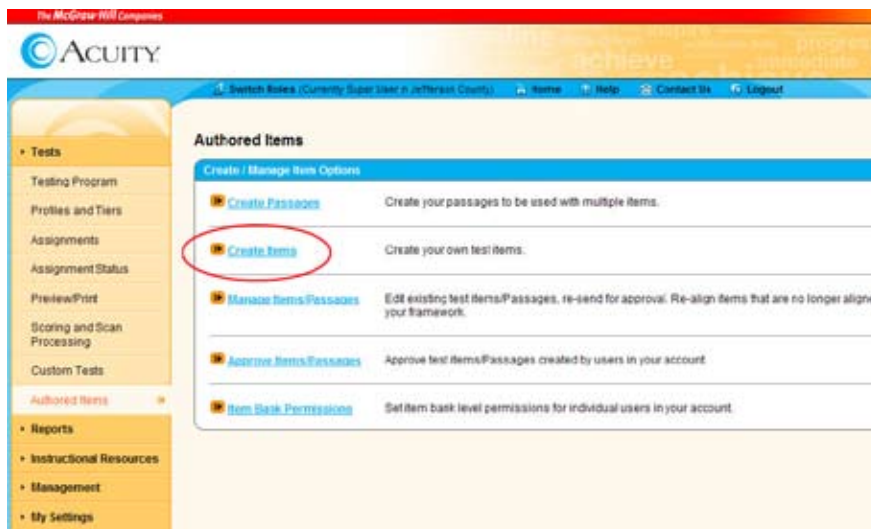 The McGraw-Hill Companies
ACUITY
achieve
Switch Roles (Currently Super User in Jefferson County) Home Help Contact Us Logout
Tests
Testing Program
Profiles and Tiers
Assignments
Assignment Status
Preview/Print
Scoring and Scan
Processing
Custom Tests
Authored Items
Reports
Instructional Resources
Management
My Settings
Authored Items
Create / Manage Item Options
Create Passages Create your passages to be used with multiple items.
Create Items Create your own test items.
Manage Items/Passages Edit existing test items/Passages, re-send for approval. Re-align items that are no longer aligne
your framework.
Approve Items/Passages Approve test items/Passages created by users in your account
Item Bank Permissions Set item bank level permissions for individual users in your account.